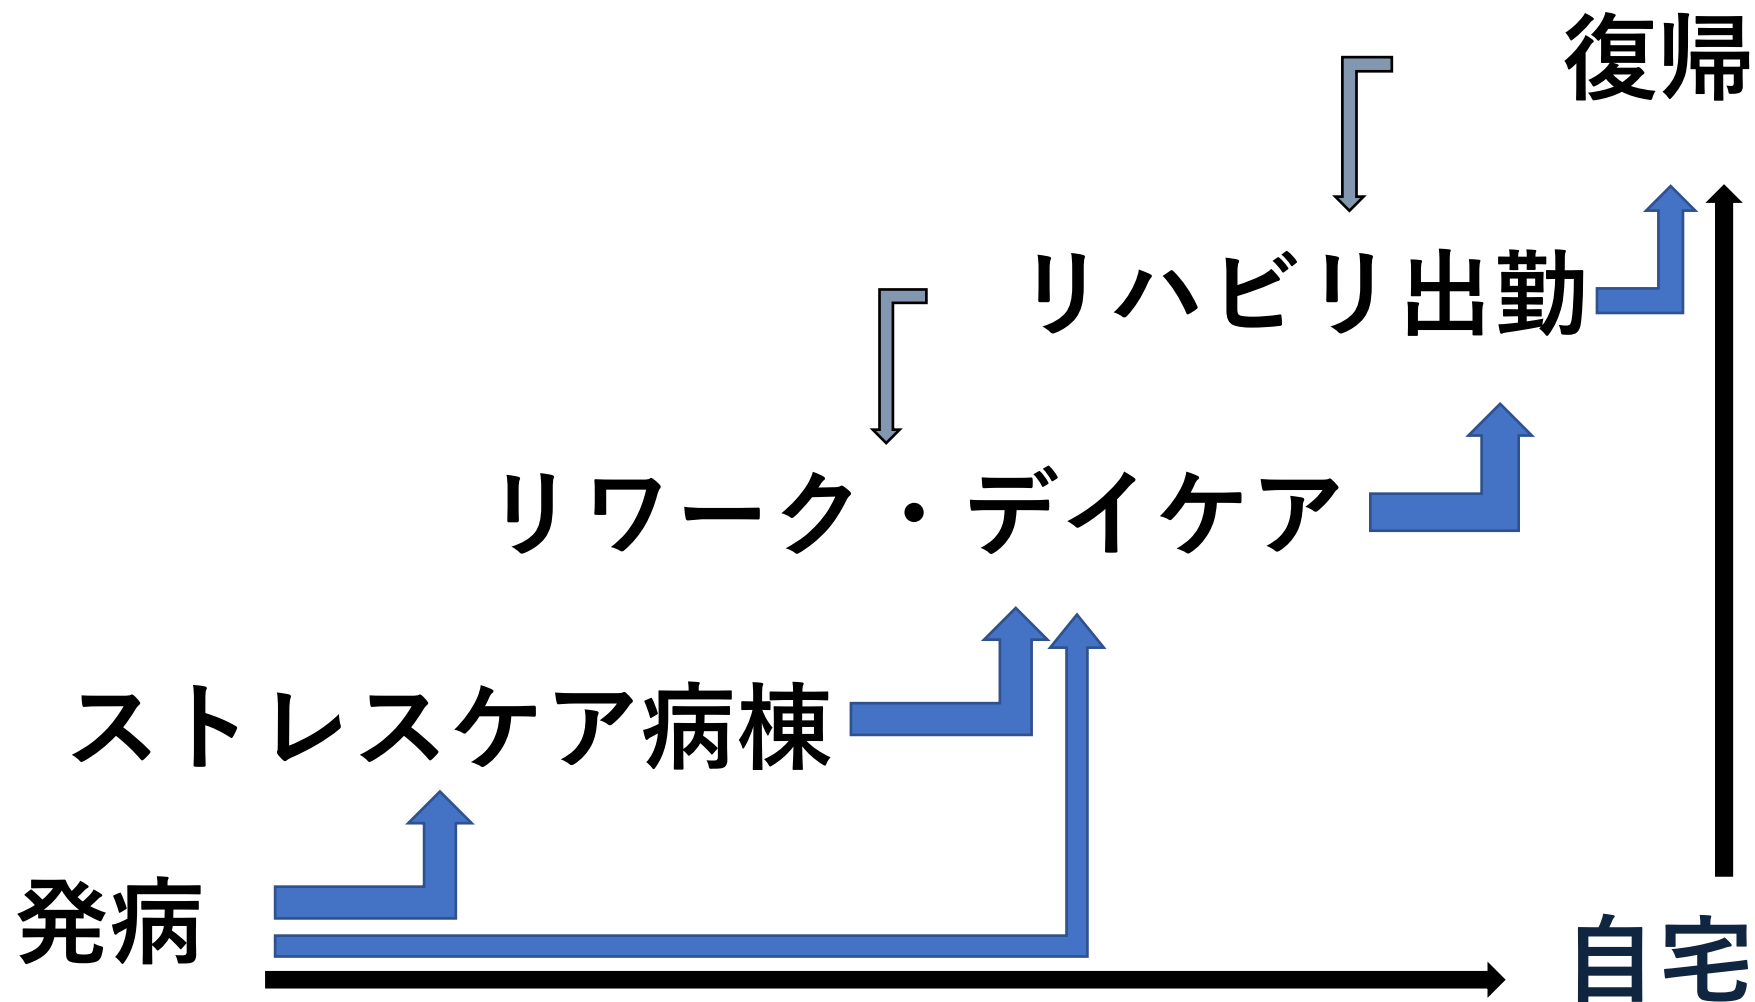 復帰
リハビリ出勤
リワーク・デイケア
ストレスケア病棟
発病
自宅